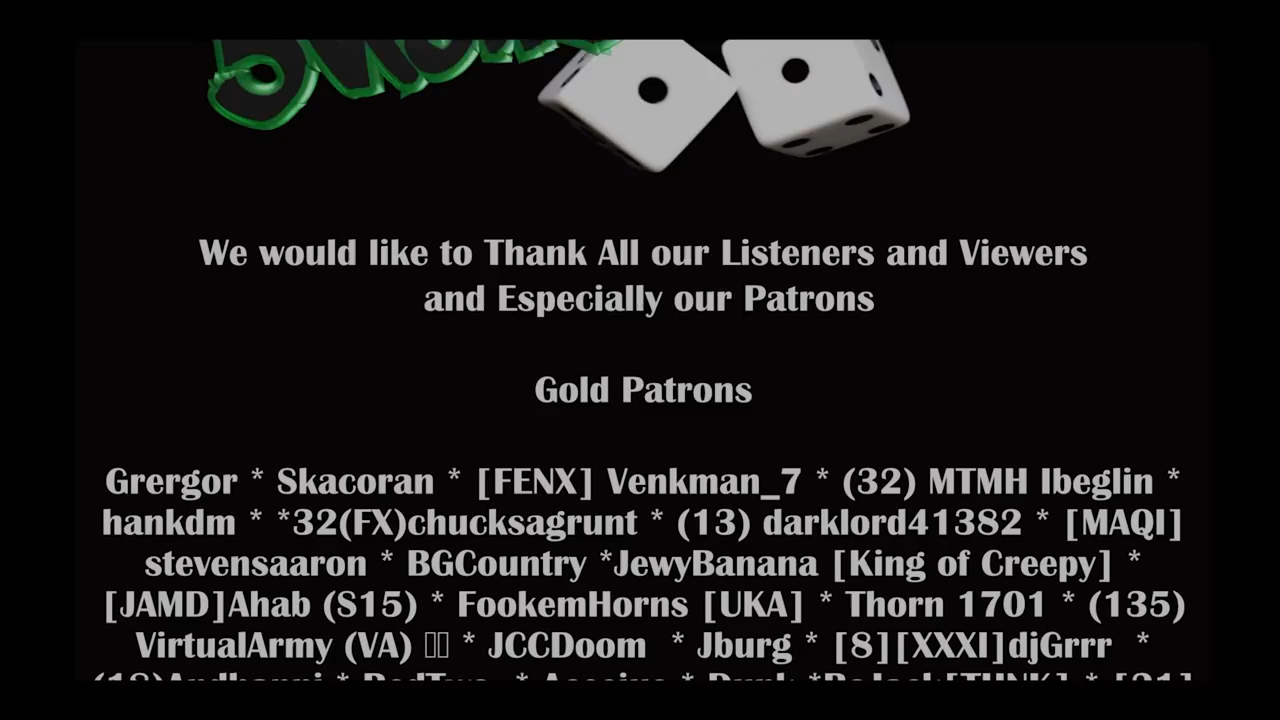 We would like to Thank All our Listeners and Viewers
and Especially our Patrons
Gold Patrons
Grergor * Skacoran * [FENX] Venkman_7 * (32) MTMH lbeglin *
hankdm * *32(FX)chucksagrunt * (13) darklord41382 * [MAQI]
stevensaaron * BGCountry *JewyBanana [King of Creepy] *
[JAMD]Ahab (S15) * FookemHorns [UKA] * Thorn 1701 * (135)
VirtualArmy (VA) * JCCDoom * Jburg * [8][XXXI]djGrrr *